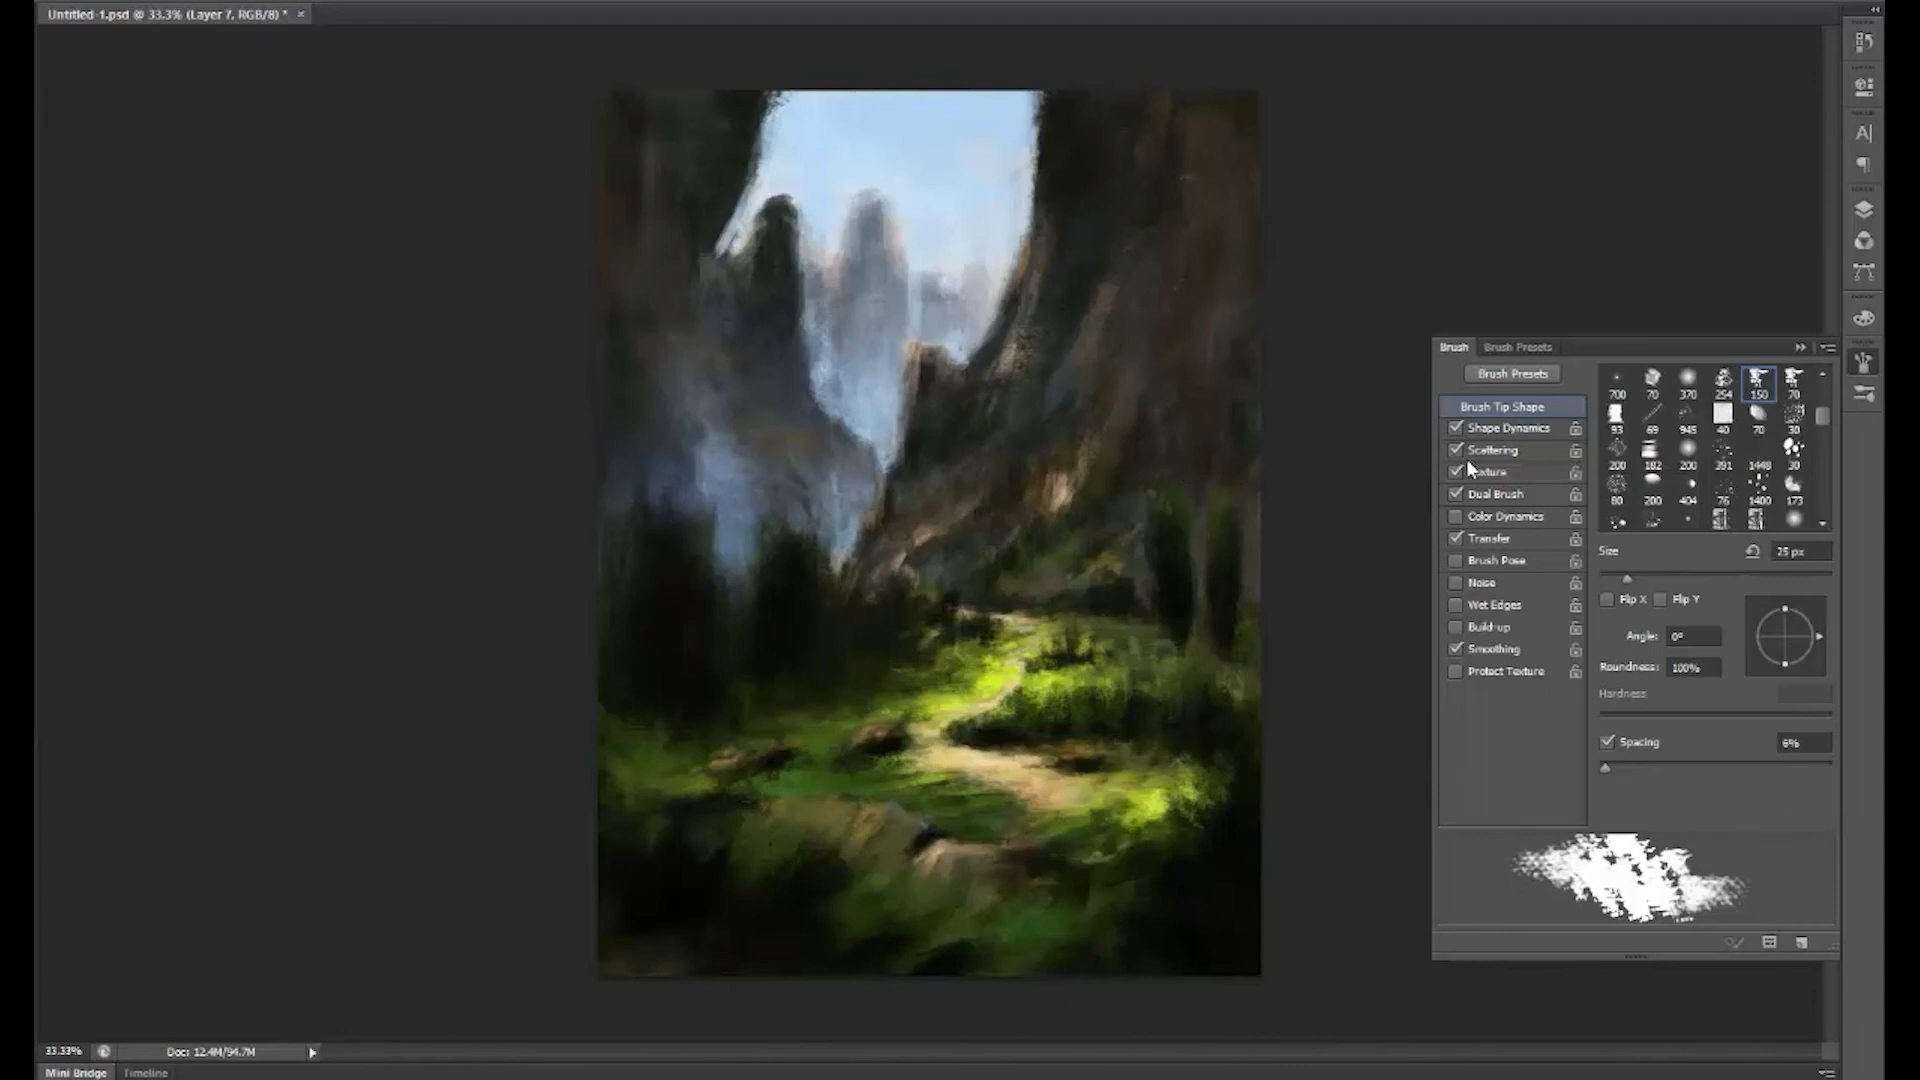 Untitled-1.psd @ 33.3% (Layer 7, RGB/8) * ×
A|
Brush Brush Presets
Brush Presets
Brush Tip Shape
Shape Dynamics
Scattering
xture
Dual Brush
Color Dynamics
Transfer
Brush Pose
Noise
Wet Edges
Build-up
Smoothing
Protect Texture
700 70 370 254 150 70
93 69 945 40 70 30
200 182 200 391 1448 30
80 200 404 76 1400 173
Size 25 px
Flip X Flip Y
Angle: 0°
Roundness: 100%
Hardness
Spacing 6%
33.33% Doc: 12.4M/94.7M
Mini Bridge Timeline